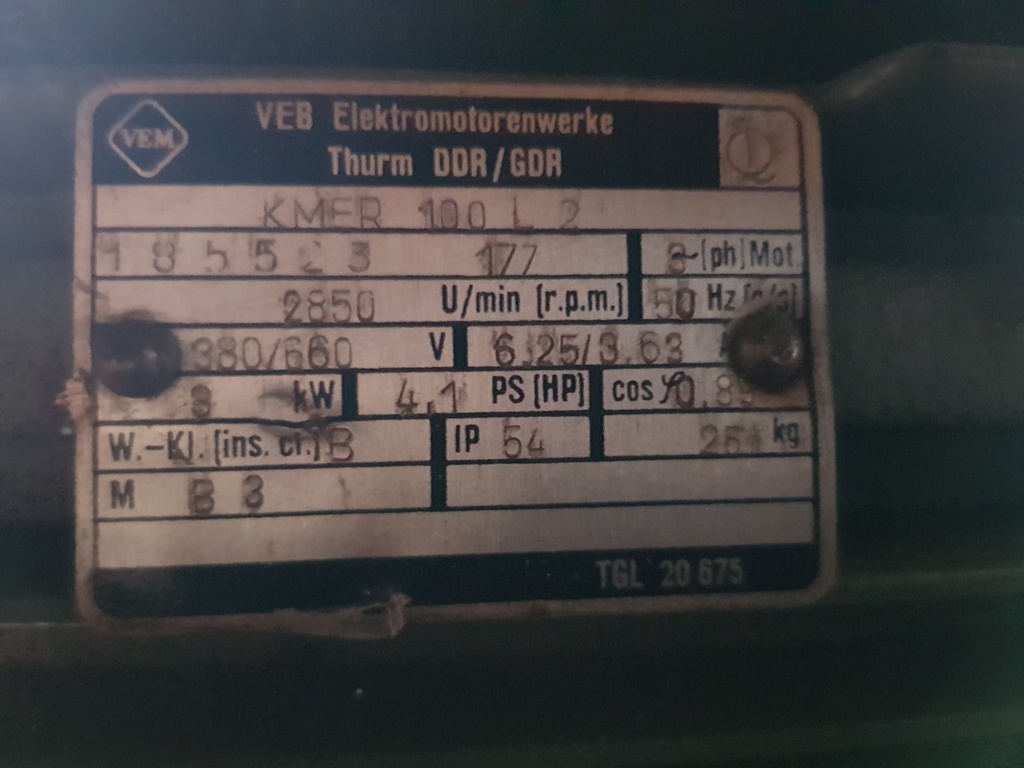 VEM
VEB Elektromotorenwerke
Thurm DDR/GDR
KMER 100 L 2
177 3~(ph) Mot
2850 U/min (r.p.m.) 50 Hz
380/660 V 6,25/3,63
3 kW 4,1 PS (HP) cos φ
W.-Kl. (ins. cl.) B IP 54 25 kg
M B 3
TGL 20 675